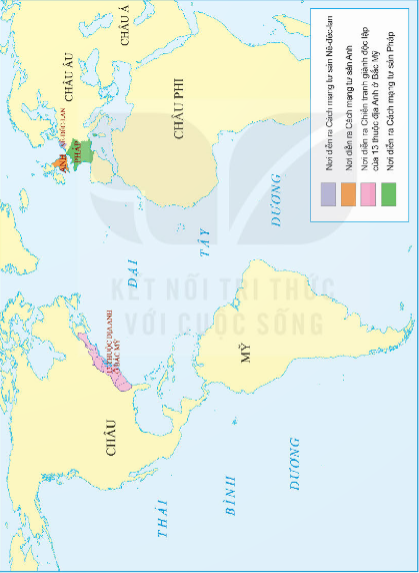 CHÂU Á
CHÂU ÂU
NÊ-ĐÉC-LAN
ANH
PHÁP
CHÂU PHI
ĐẠI
TÂY
DƯƠNG
KẾT NỐI TRI THỨC
VỚI CUỘC SỐNG
13 THUỘC ĐỊA ANH
Ở BẮC MỸ
CHÂU
MỸ
THÁI
BÌNH
DƯƠNG
Nơi diễn ra Cách mạng tư sản Nê-đéc-lan
Nơi diễn ra Cách mạng tư sản Anh
Nơi diễn ra Chiến tranh giành độc lập
của 13 thuộc địa Anh ở Bắc Mỹ
Nơi diễn ra Cách mạng tư sản Pháp